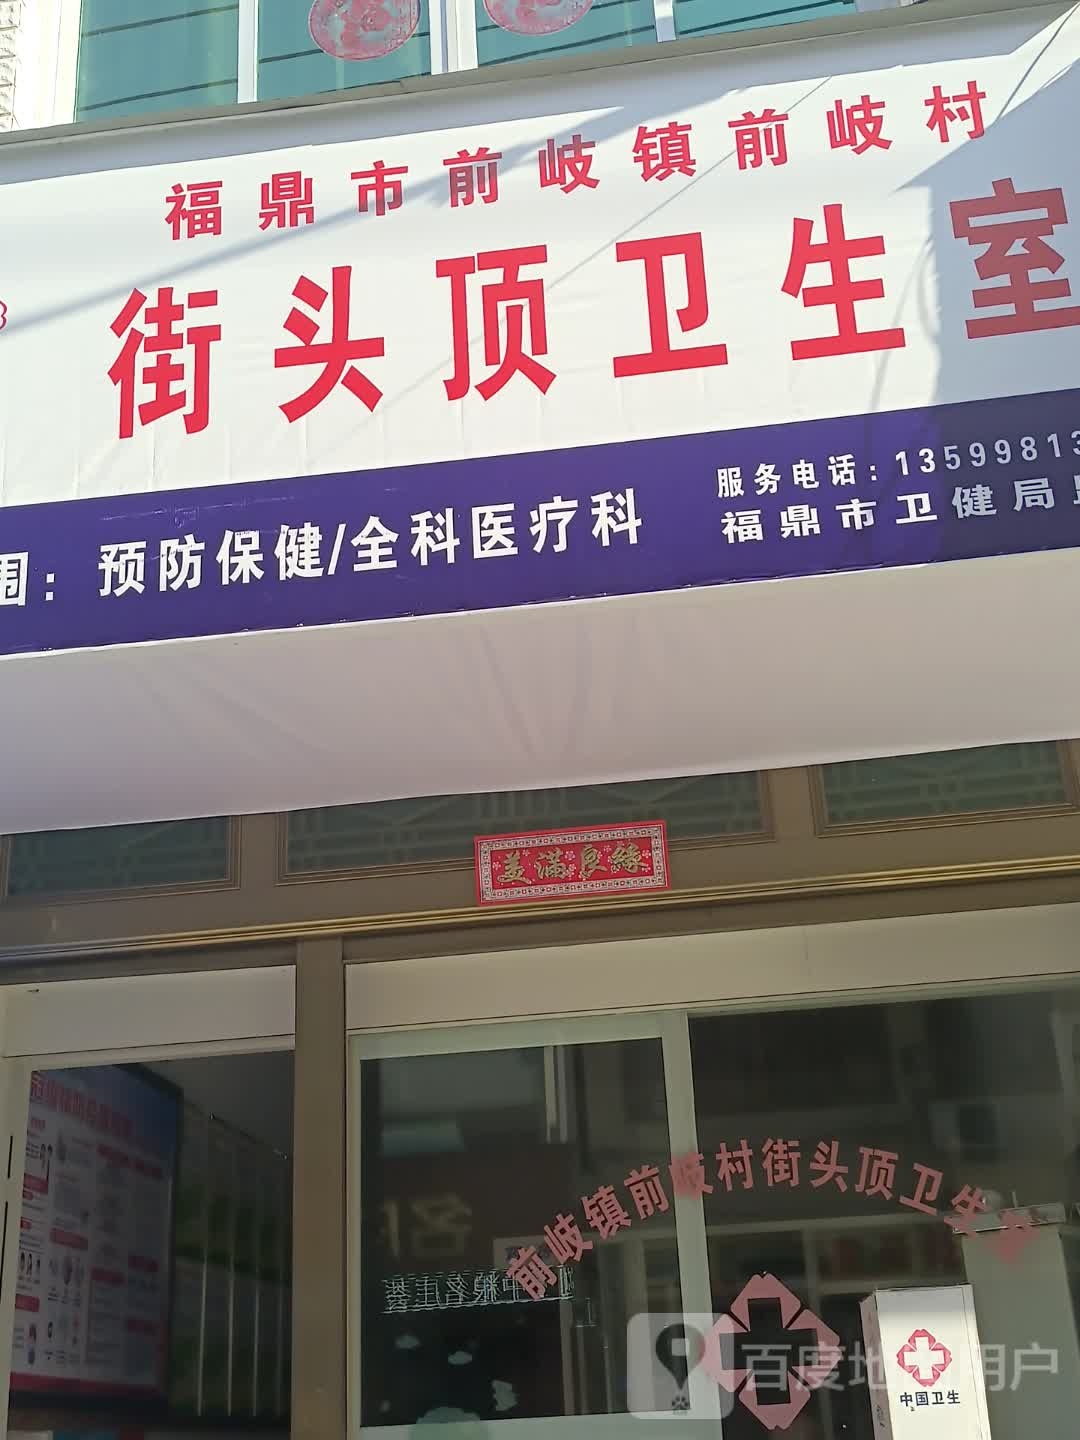 福鼎市前岐镇前岐村
街头顶卫生室
围：预防保健/全科医疗科
服务电话：13599813
福鼎市卫健局
美满良缘
前岐镇前岐村街头顶卫生室
中国卫生
百度地图用户